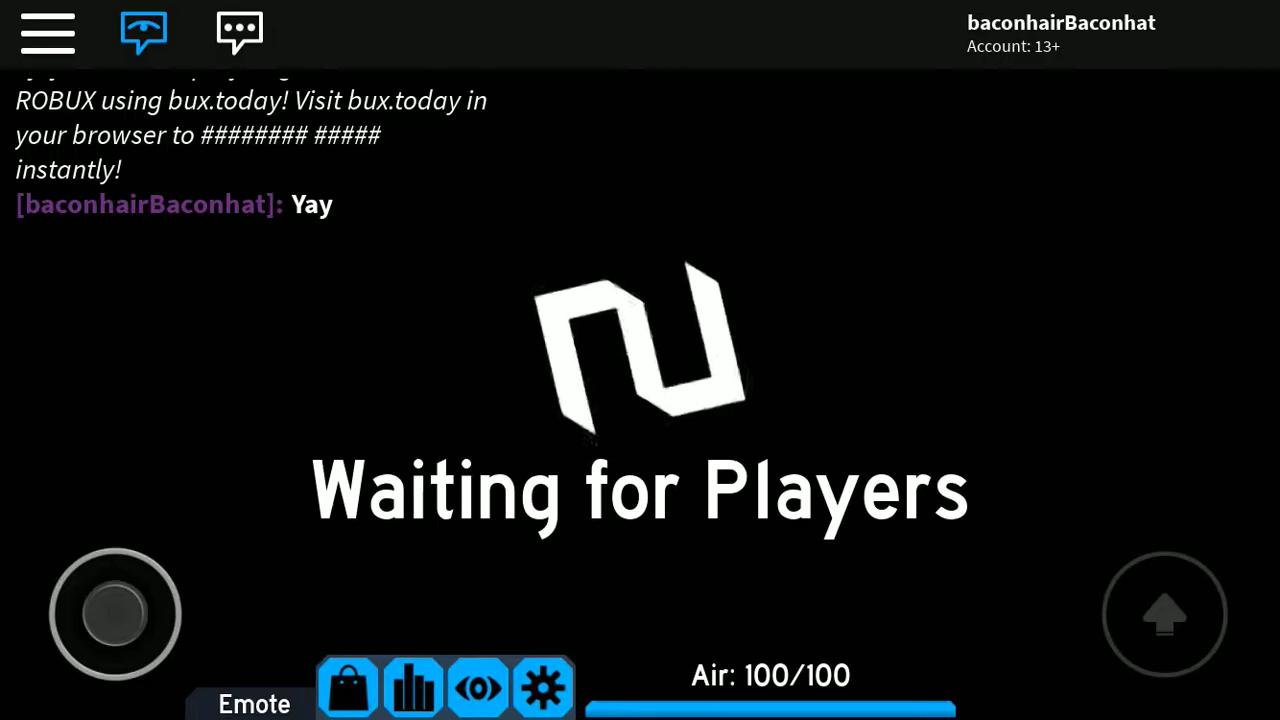 baconhairBaconhat
Account: 13+
ROBUX using bux.today! Visit bux.today in
your browser to ######## #####
instantly!
[baconhairBaconhat]: Yay
Waiting for Players
Air: 100/100
Emote